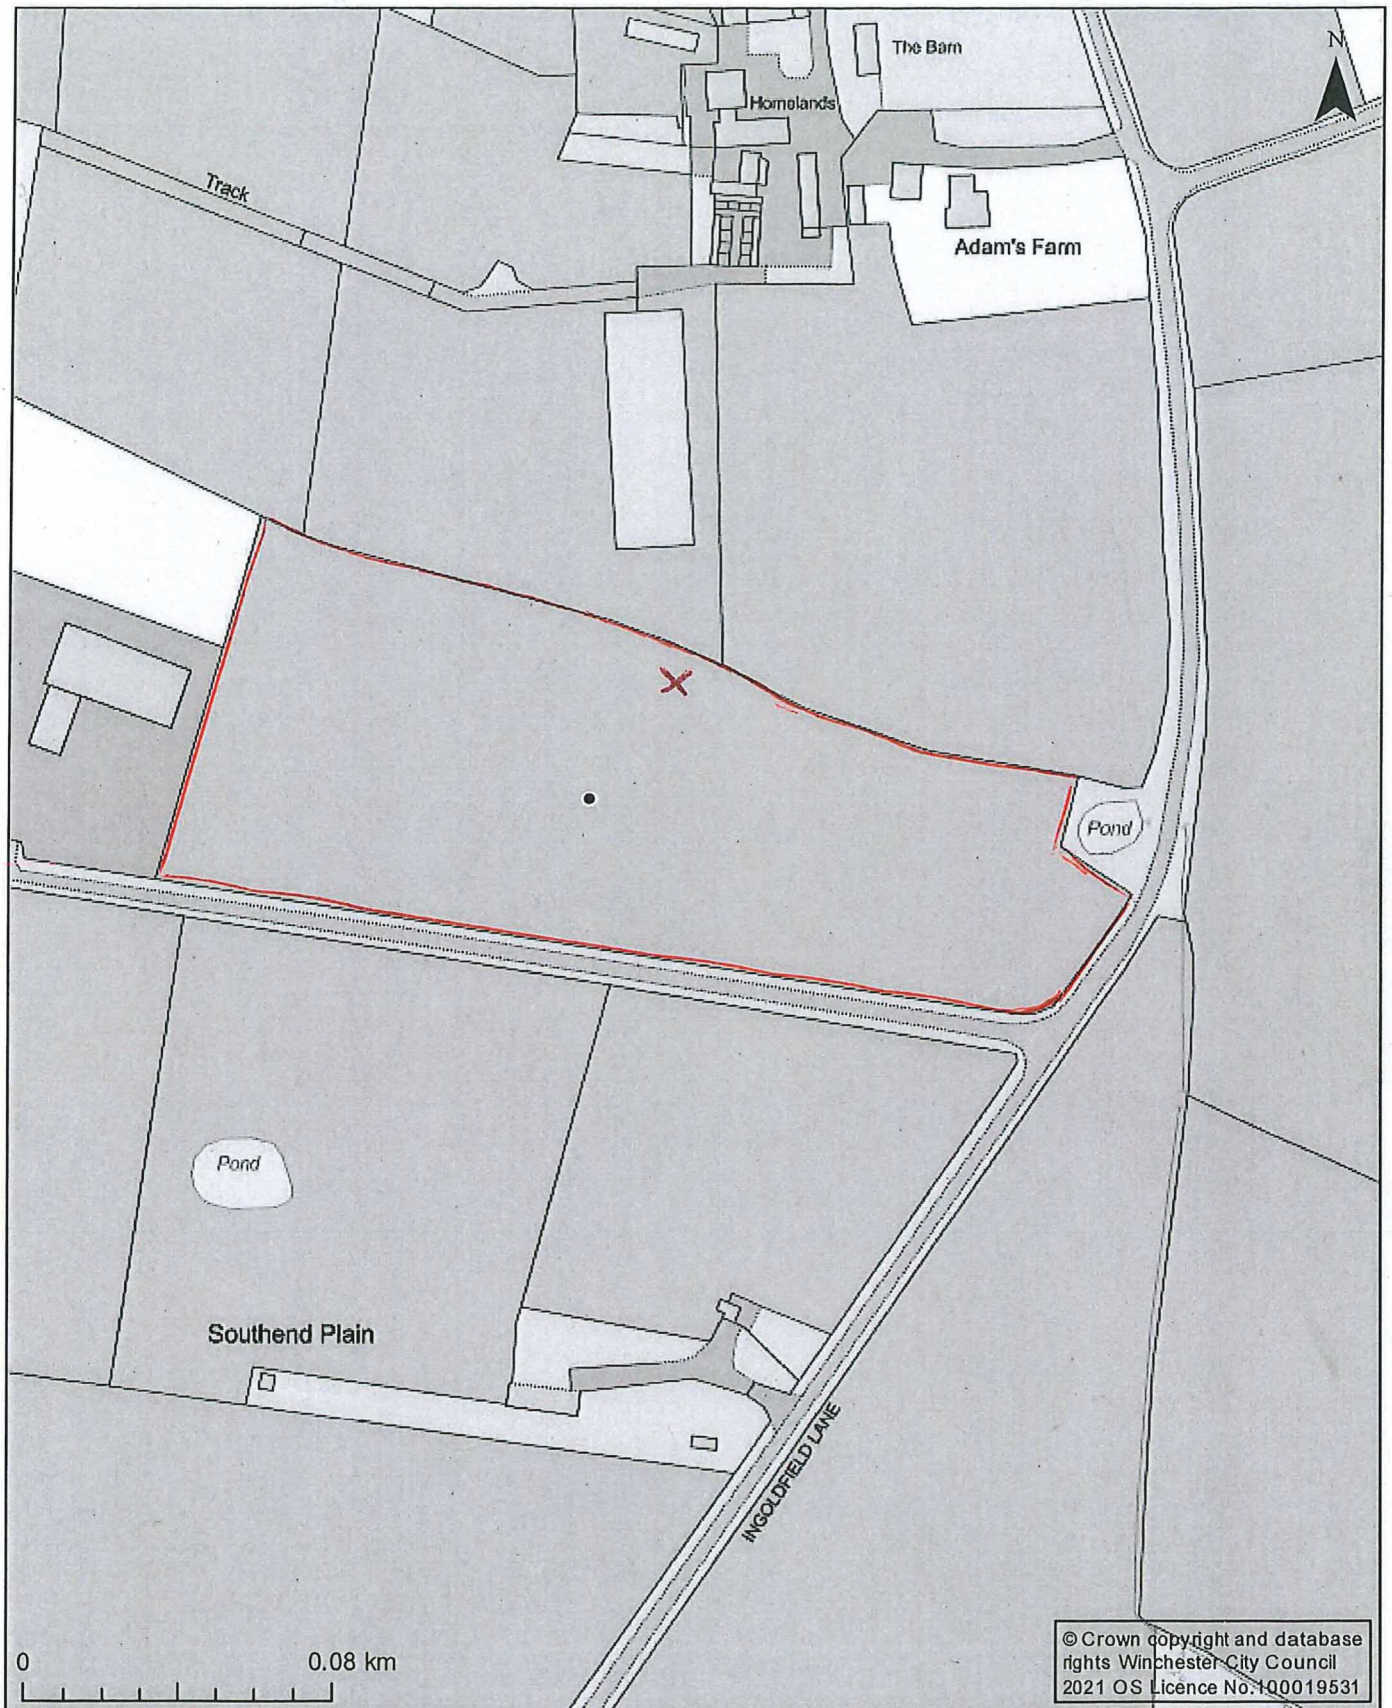 The Barn
N
Homelands
Track
Adam's Farm
Pond
Pond
Southend Plain
INGOLDFIELD LANE
0 0.08 km
© Crown copyright and database
rights Winchester City Council
2021 OS Licence No.100019531